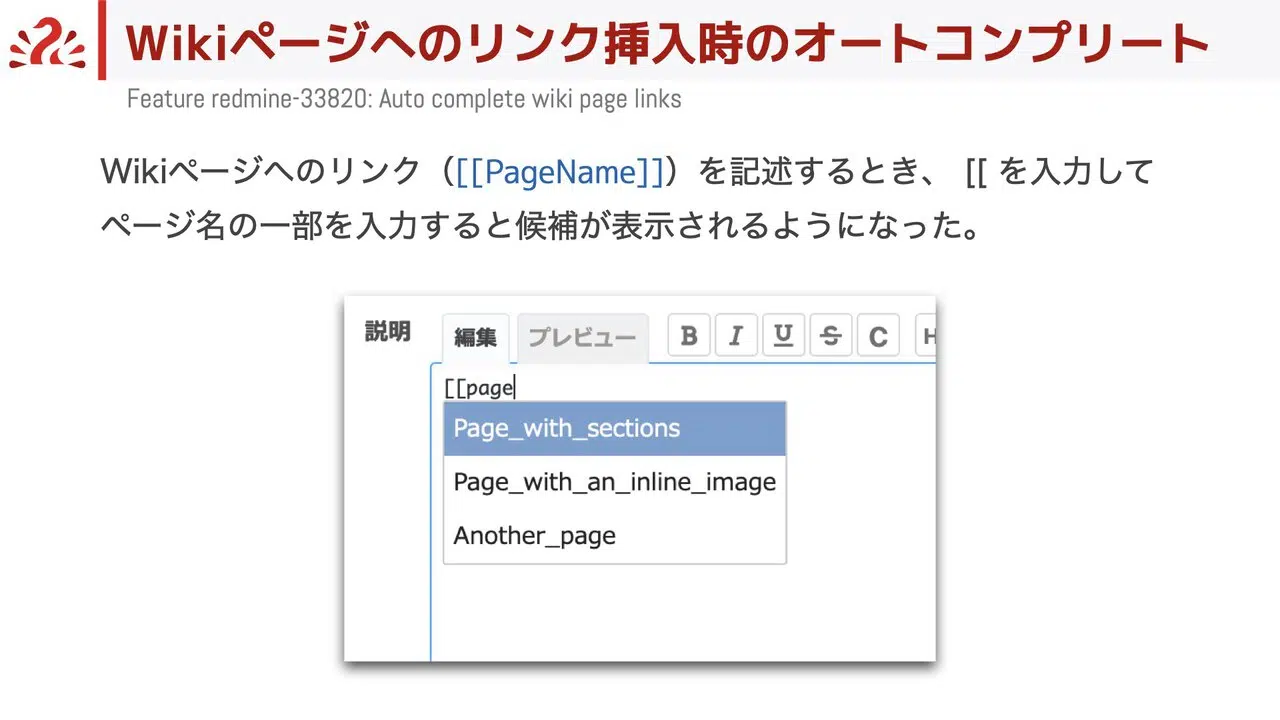 Wikiページへのリンク挿入時のオートコンプリート
Feature redmine-33820: Auto complete wiki page links
Wikiページへのリンク（[[PageName]]）を記述するとき、 [[ を入力して
ページ名の一部を入力すると候補が表示されるようになった。
説明 編集 プレビュー B I U S C H
[[page
Page_with_sections
Page_with_an_inline_image
Another_page